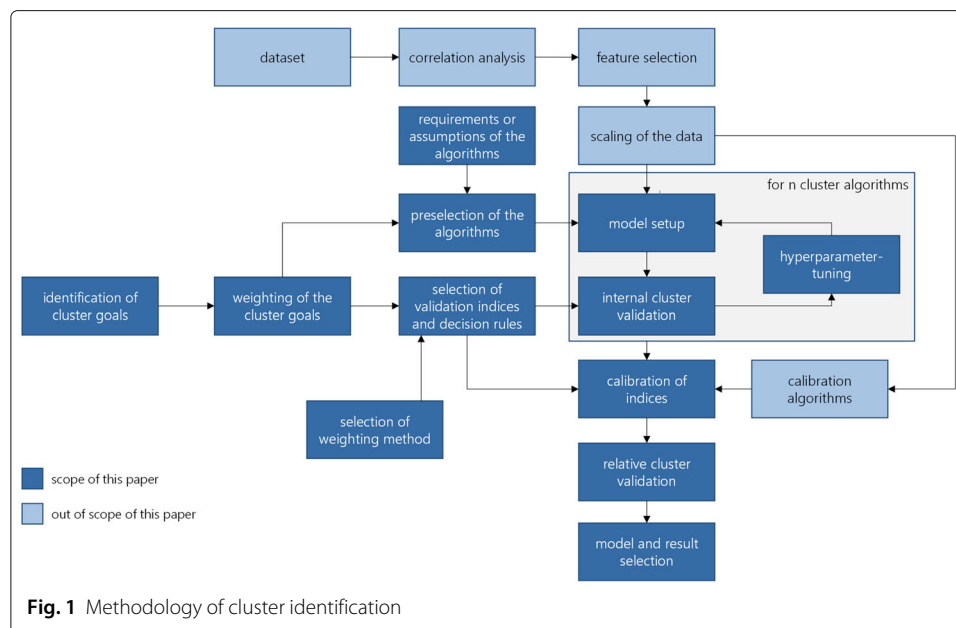 dataset
correlation analysis
feature selection
requirements or
assumptions of the
algorithms
scaling of the data
for n cluster algorithms
preselection of the
algorithms
model setup
hyperparameter-
tuning
identification of
cluster goals
weighting of the
cluster goals
selection of
validation indices
and decision rules
internal cluster
validation
calibration of
indices
calibration
algorithms
selection of
weighting method
relative cluster
validation
scope of this paper
out of scope of this paper
model and result
selection
Fig. 1 Methodology of cluster identification